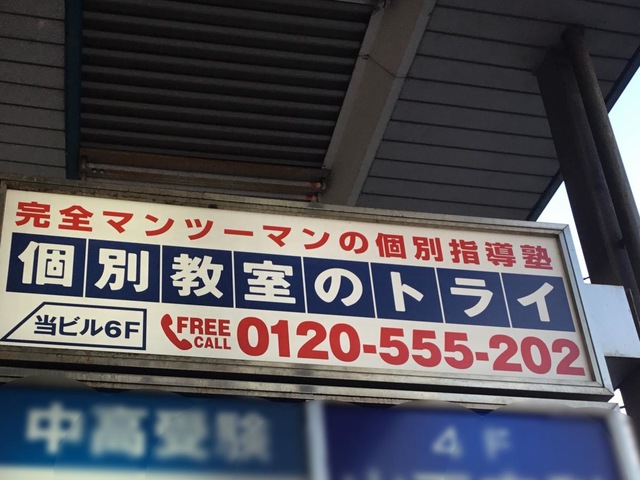 完全マンツーマンの個別指導塾
個別教室のトライ
当ビル6F
FREE CALL 0120-555-202
中高受験
4F